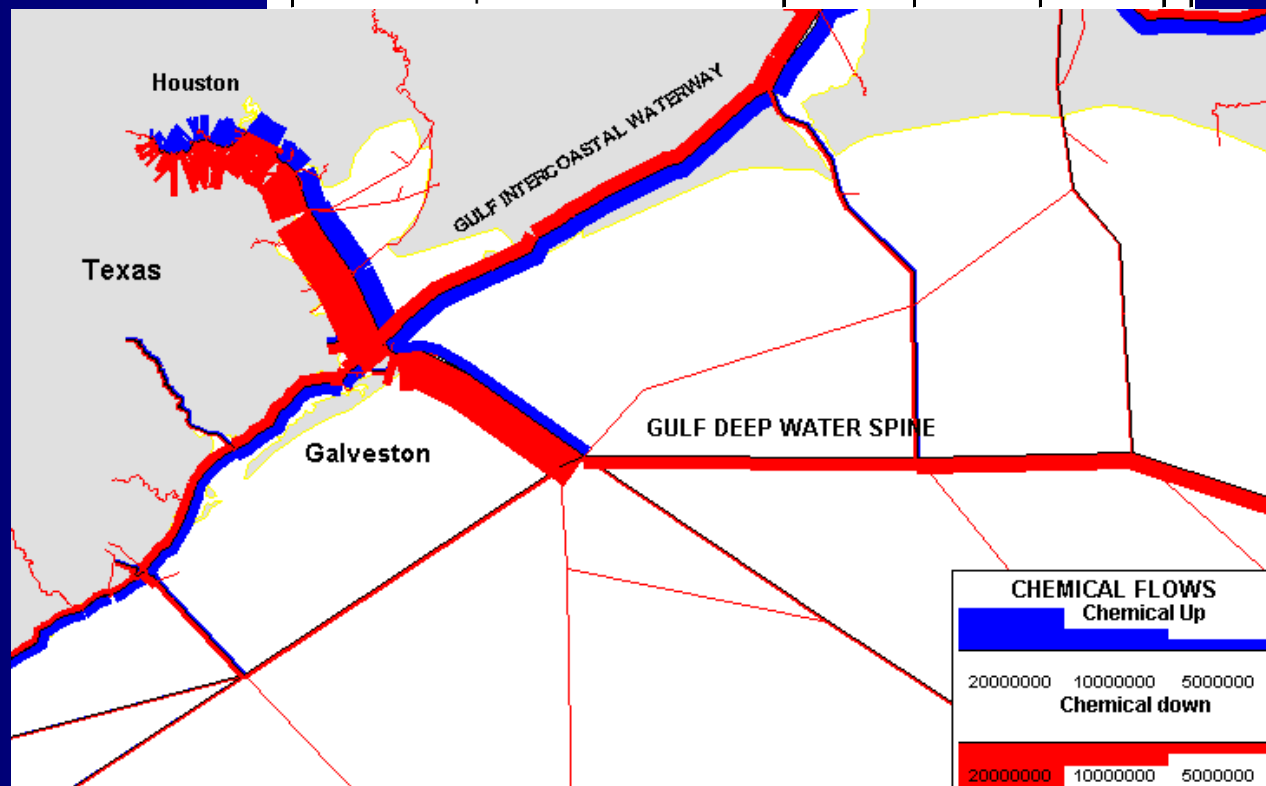 Houston
GULF INTERCOASTAL WATERWAY
Texas
GULF DEEP WATER SPINE
Galveston
CHEMICAL FLOWS
Chemical Up
20000000 10000000 5000000
Chemical down
20000000 10000000 5000000